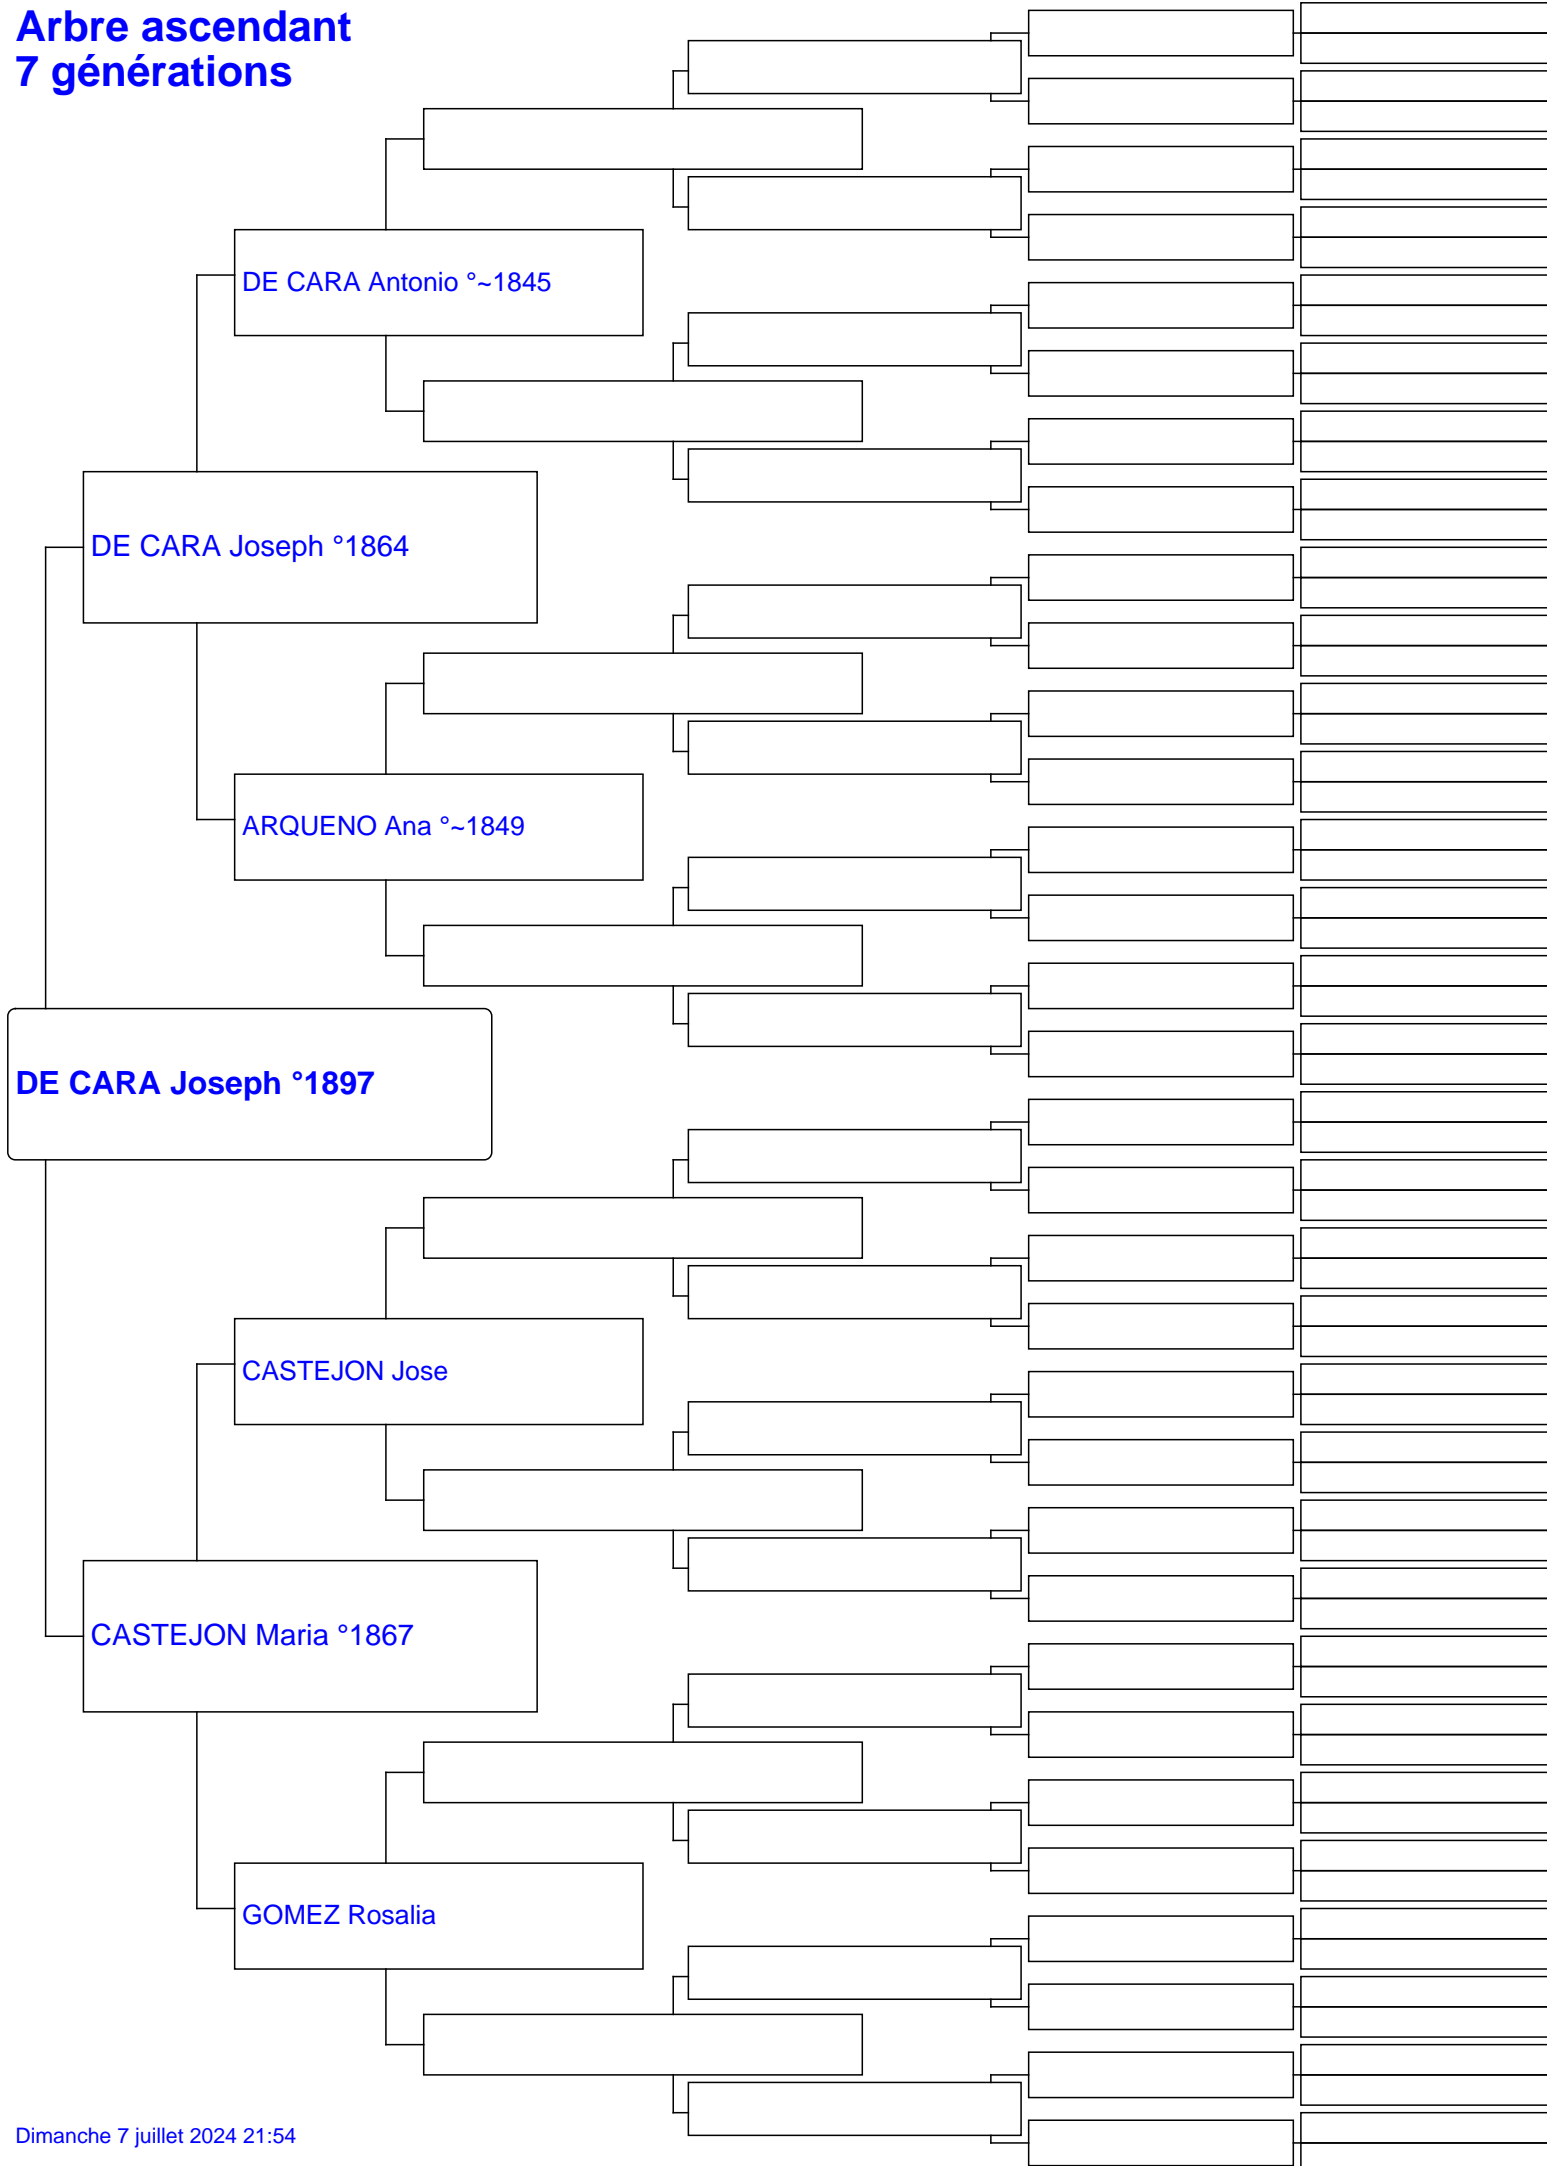 Arbre ascendant
7 générations
DE CARA Antonio °~1845
DE CARA Joseph °1864
ARQUENO Ana °~1849
DE CARA Joseph °1897
CASTEJON Jose
CASTEJON Maria °1867
GOMEZ Rosalia
Dimanche 7 juillet 2024 21:54